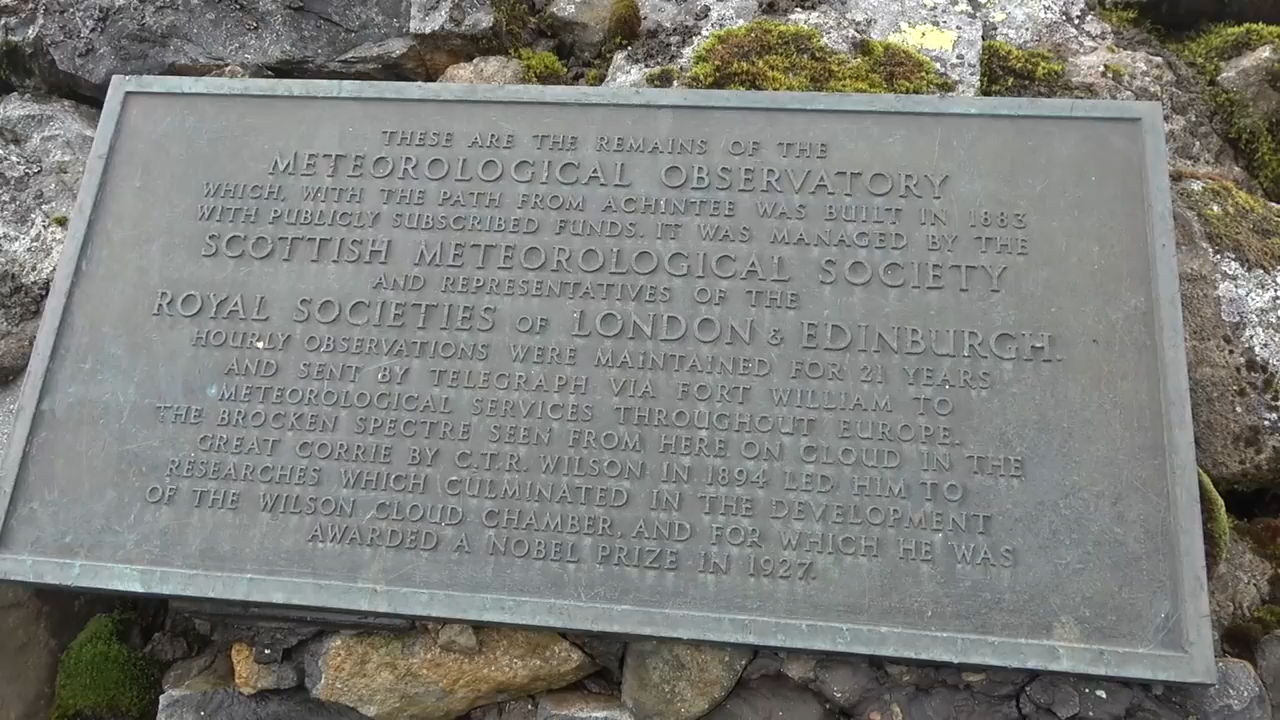 THESE ARE THE REMAINS OF THE
METEOROLOGICAL OBSERVATORY
WHICH, WITH THE PATH FROM ACHINTEE WAS BUILT IN 1883
WITH PUBLICLY SUBSCRIBED FUNDS. IT WAS MANAGED BY THE
SCOTTISH METEOROLOGICAL SOCIETY
AND REPRESENTATIVES OF THE
ROYAL SOCIETIES OF LONDON & EDINBURGH.
HOURLY OBSERVATIONS WERE MAINTAINED FOR 21 YEARS
AND SENT BY TELEGRAPH VIA FORT WILLIAM TO
METEOROLOGICAL SERVICES THROUGHOUT EUROPE.
THE BROCKEN SPECTRE SEEN FROM HERE ON CLOUD IN THE
GREAT CORRIE BY C.T.R. WILSON IN 1894 LED HIM TO
RESEARCHES WHICH CULMINATED IN THE DEVELOPMENT
OF THE WILSON CLOUD CHAMBER, AND FOR WHICH HE WAS
AWARDED A NOBEL PRIZE IN 1927.